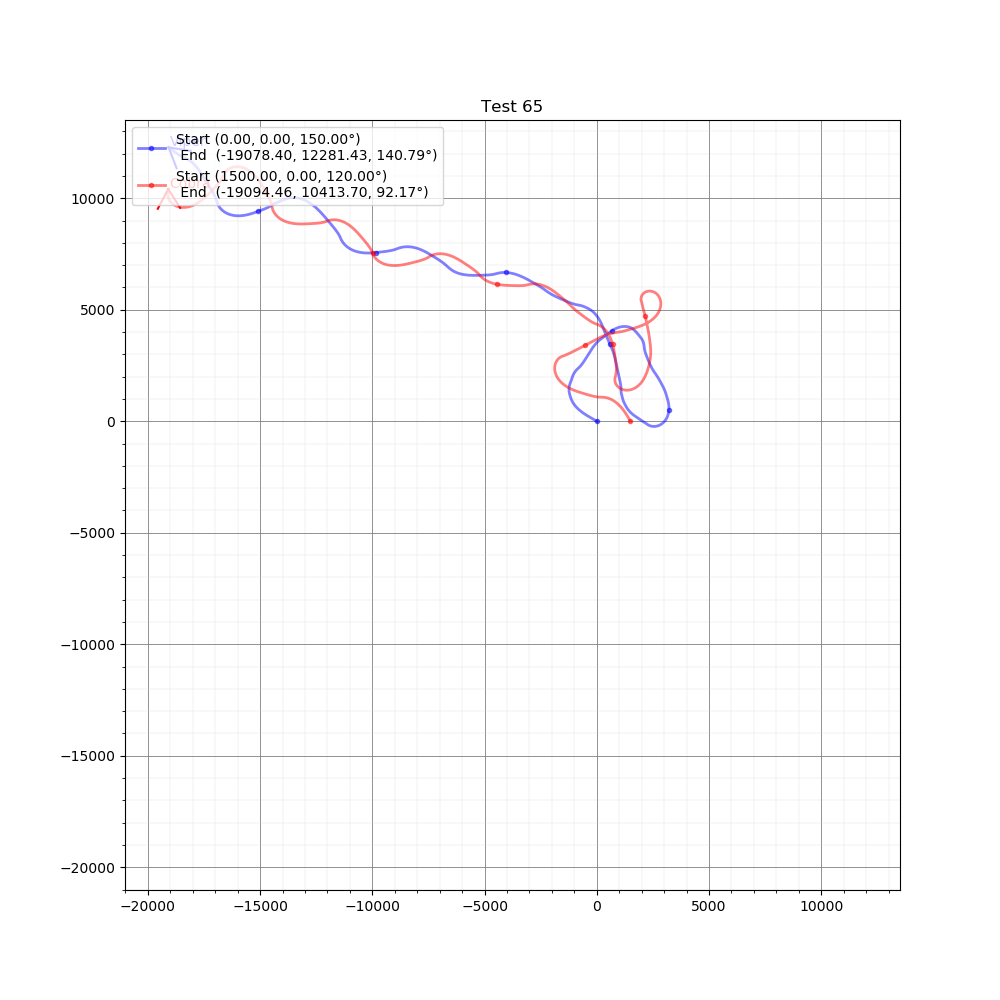 Test 65
Start (0.00, 0.00, 150.00°)
End (-19078.40, 12281.43, 140.79°)
Start (1500.00, 0.00, 120.00°)
End (-19094.46, 10413.70, 92.17°)
10000
5000
0
−5000
−10000
−15000
−20000
−20000 −15000 −10000 −5000 0 5000 10000